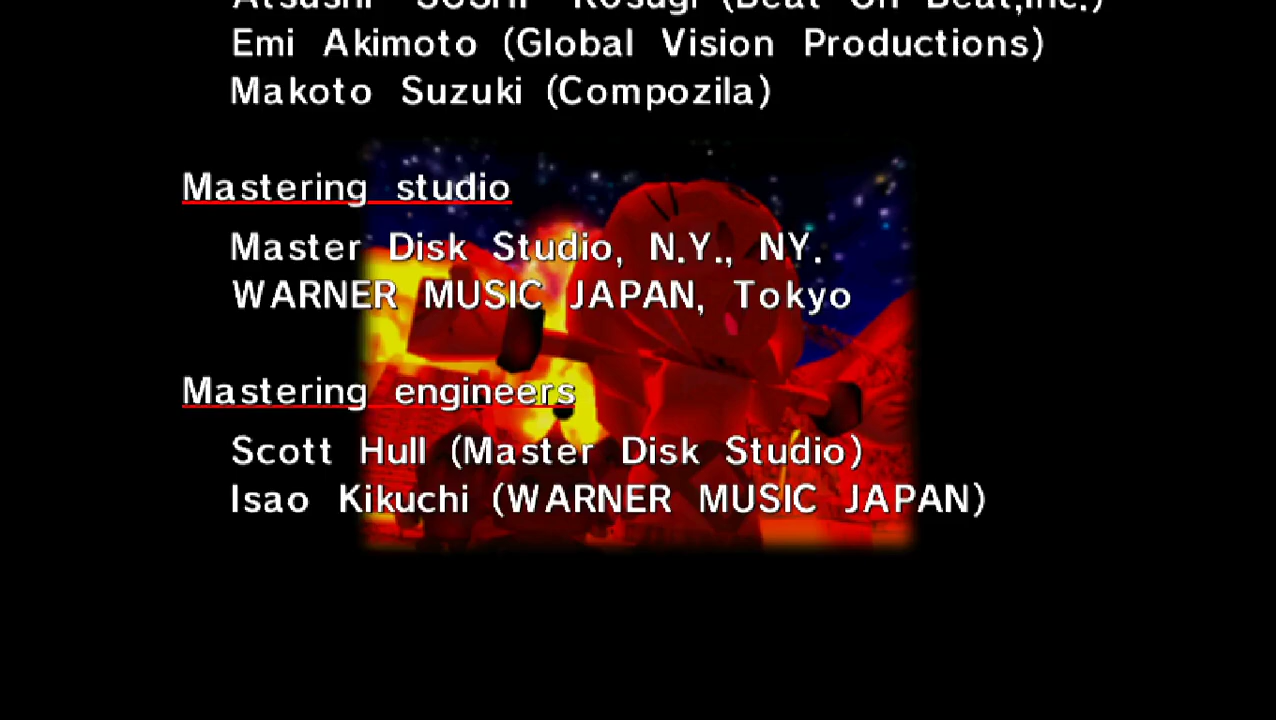 Emi Akimoto (Global Vision Productions)
Makoto Suzuki (Compozila)
Mastering studio
Master Disk Studio, N.Y., NY.
WARNER MUSIC JAPAN, Tokyo
Mastering engineers
Scott Hull (Master Disk Studio)
Isao Kikuchi (WARNER MUSIC JAPAN)